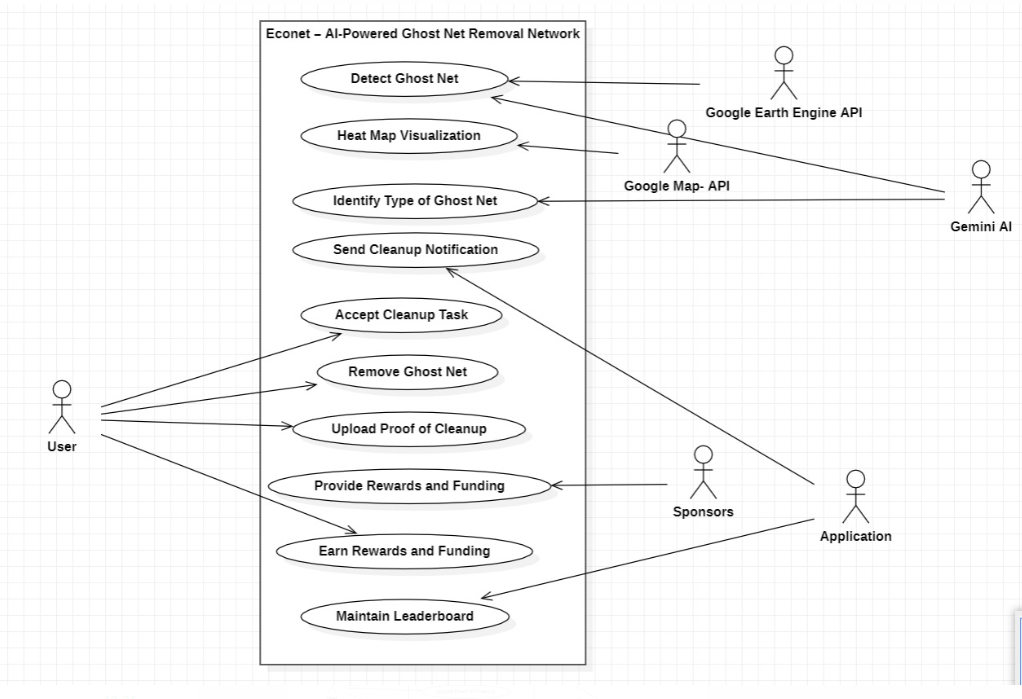 Econet – AI-Powered Ghost Net Removal Network
Detect Ghost Net
Google Earth Engine API
Heat Map Visualization
Google Map- API
Identify Type of Ghost Net
Gemini AI
Send Cleanup Notification
Accept Cleanup Task
Remove Ghost Net
Upload Proof of Cleanup
User
Provide Rewards and Funding
Sponsors
Application
Earn Rewards and Funding
Maintain Leaderboard